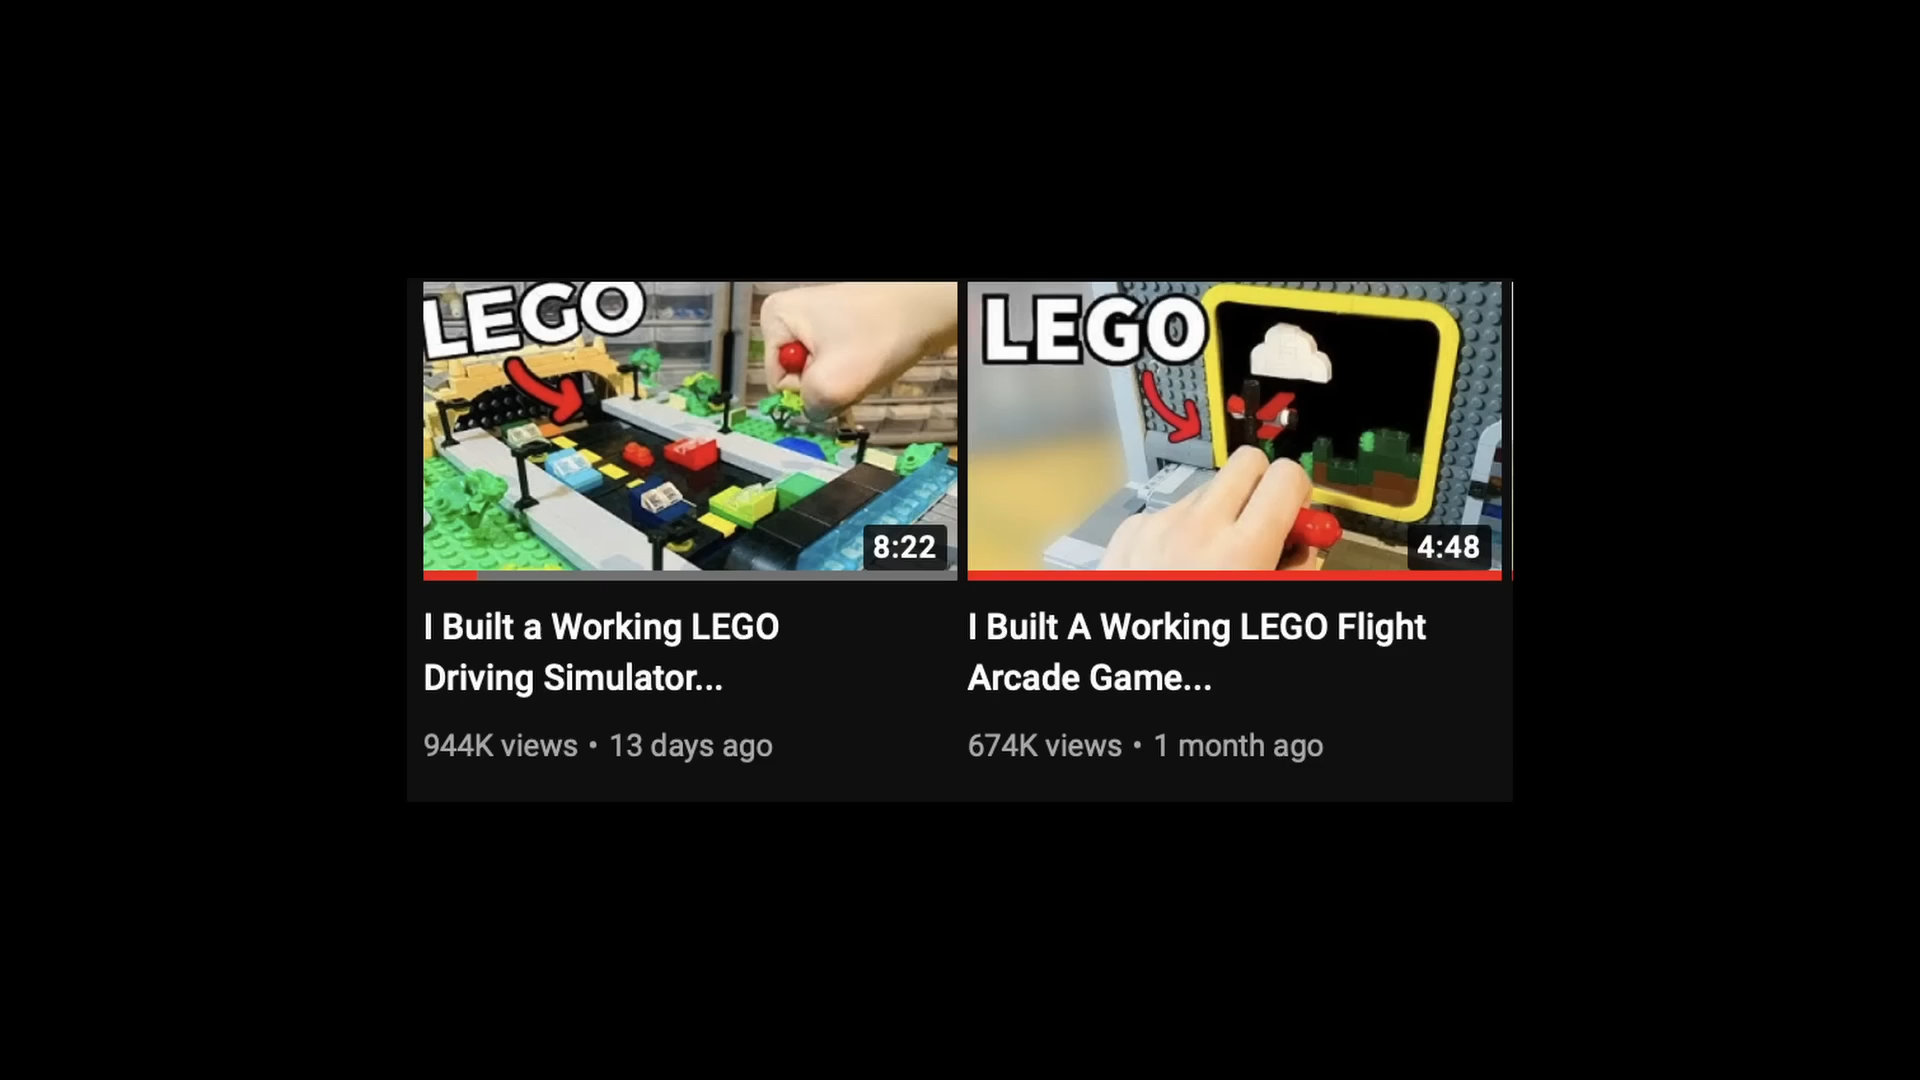 LEGO
8:22
I Built a Working LEGO
Driving Simulator...
944K views • 13 days ago
LEGO
4:48
I Built A Working LEGO Flight
Arcade Game...
674K views • 1 month ago